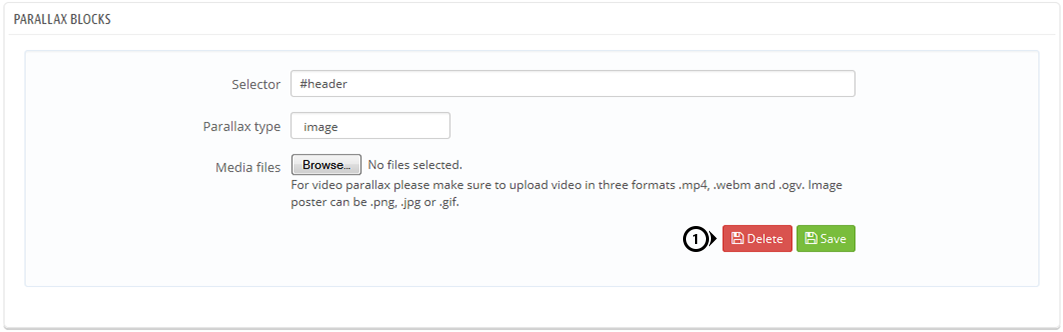 PARALLAX BLOCKS
Selector #header
Parallax type image
Media files Browse... No files selected.
For video parallax please make sure to upload video in three formats .mp4, .webm and .ogv. Image
poster can be .png, .jpg or .gif.
1 Delete Save